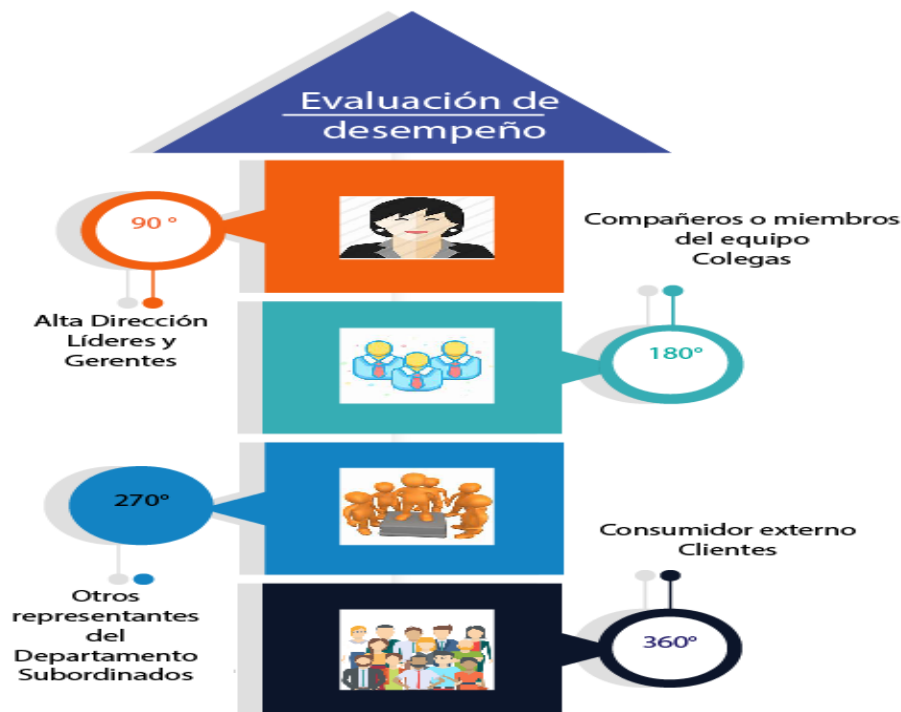 Evaluación de
desempeño
90 °
Alta Dirección
Líderes y
Gerentes
Compañeros o miembros
del equipo
Colegas
180°
270°
Otros
representantes
del
Departamento
Subordinados
Consumidor externo
Clientes
360°